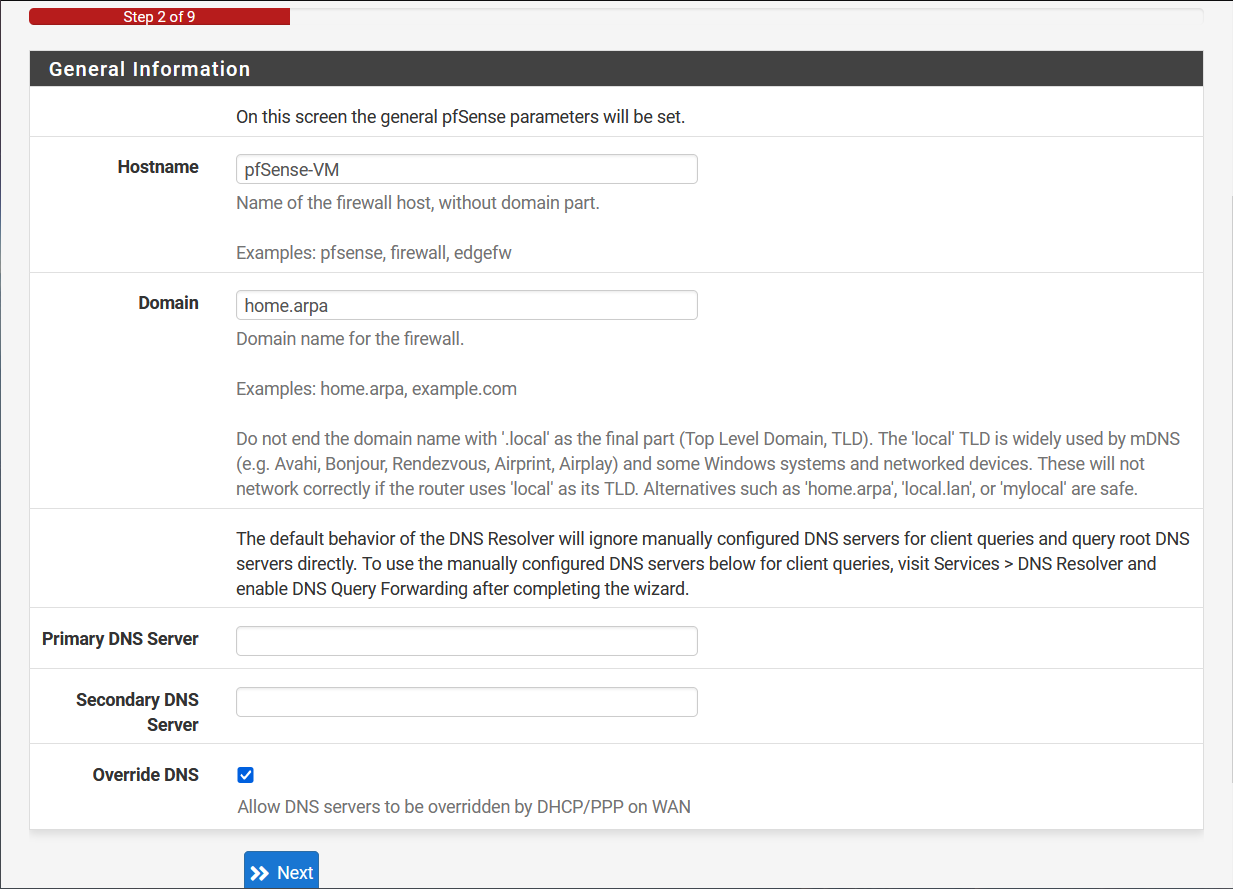 Step 2 of 9
General Information
On this screen the general pfSense parameters will be set.
Hostname
pfSense-VM
Name of the firewall host, without domain part.
Examples: pfsense, firewall, edgefw
Domain
home.arpa
Domain name for the firewall.
Examples: home.arpa, example.com
Do not end the domain name with '.local' as the final part (Top Level Domain, TLD). The 'local' TLD is widely used by mDNS
(e.g. Avahi, Bonjour, Rendezvous, Airprint, Airplay) and some Windows systems and networked devices. These will not
network correctly if the router uses 'local' as its TLD. Alternatives such as 'home.arpa', 'local.lan', or 'mylocal' are safe.
The default behavior of the DNS Resolver will ignore manually configured DNS servers for client queries and query root DNS
servers directly. To use the manually configured DNS servers below for client queries, visit Services > DNS Resolver and
enable DNS Query Forwarding after completing the wizard.
Primary DNS Server
Secondary DNS
Server
Override DNS
Allow DNS servers to be overridden by DHCP/PPP on WAN
Next